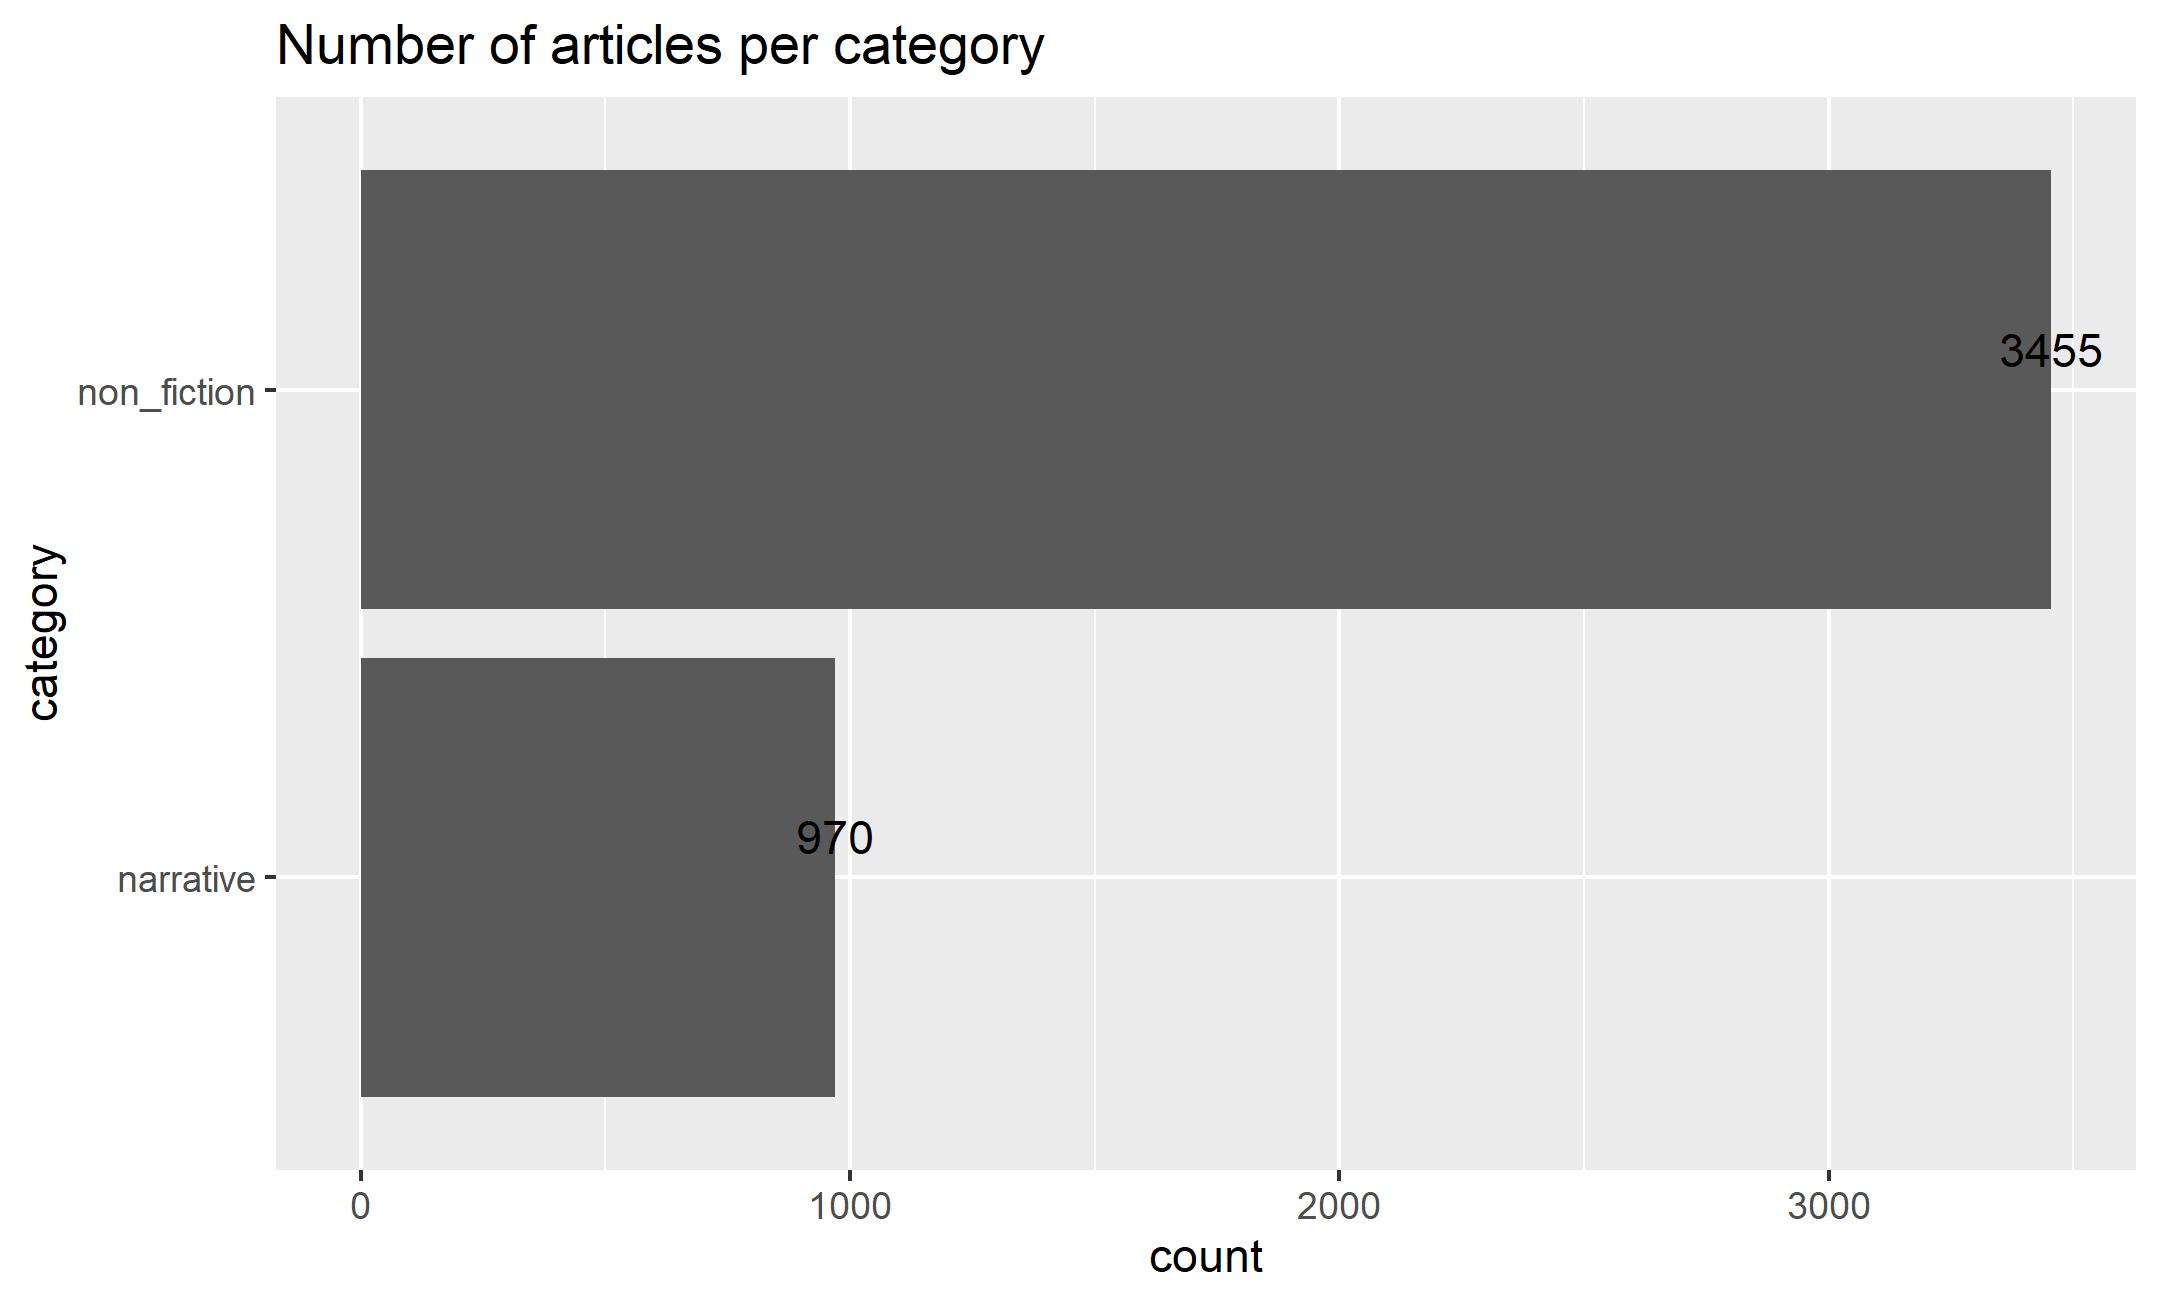 Number of articles per category
non_fiction
3455
category
narrative
970
0 1000 2000 3000
count